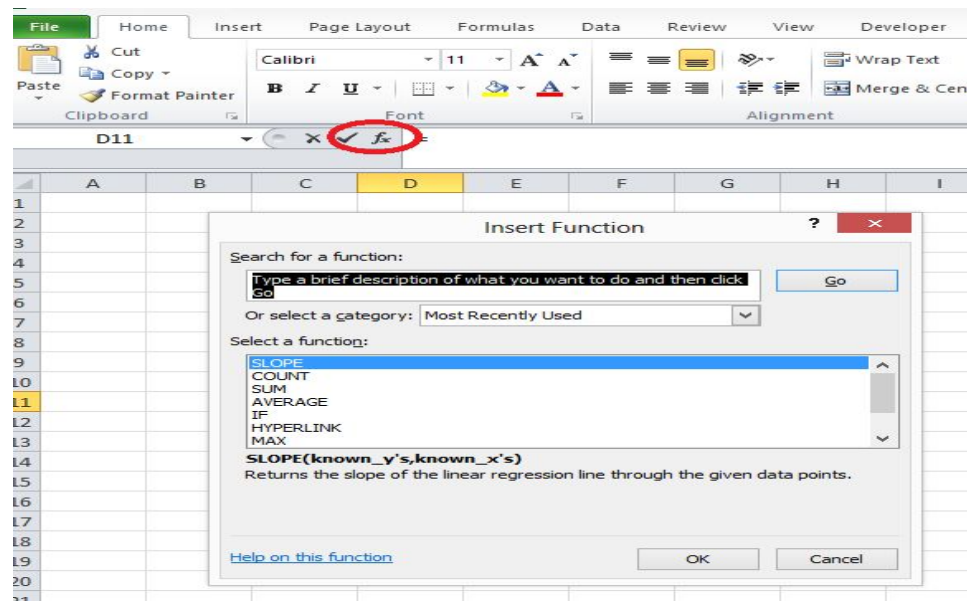 File Home Insert Page Layout Formulas Data Review View Developer
Cut
Copy
Paste
Format Painter
Calibri 11 A A
B I U A
Wrap Text
Merge & Cen
Clipboard Font Alignment
D11 fx =
A B C D E F G H I
1
2
3
4
5
6
7
8
9
10
11
12
13
14
15
16
17
18
19
20
21
Insert Function ? ×
Search for a function:
Type a brief description of what you want to do and then click
Go
Go
Or select a category: Most Recently Used
Select a function:
SLOPE
COUNT
SUM
AVERAGE
IF
HYPERLINK
MAX
SLOPE(known_y's,known_x's)
Returns the slope of the linear regression line through the given data points.
Help on this function
OK Cancel